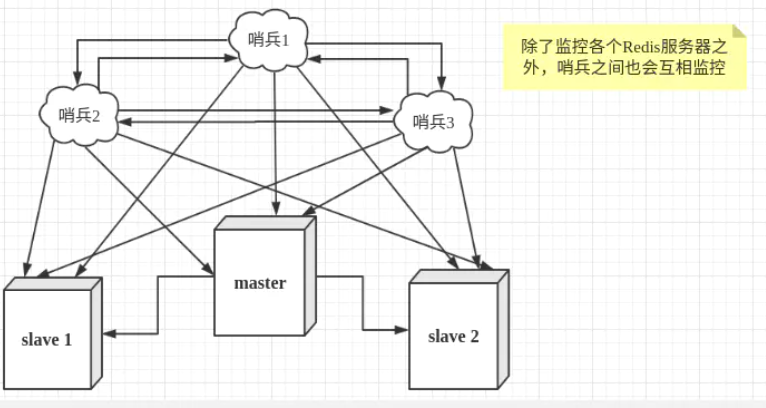 哨兵1
除了监控各个Redis服务器之
外，哨兵之间也会互相监控
哨兵2
哨兵3
master
slave 1
slave 2